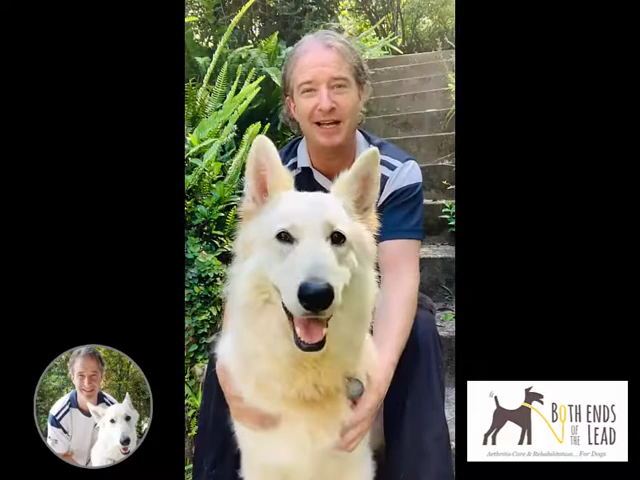 BOTH ENDS
OF
THE
LEAD
Arthritis Care & Rehabilitation...For Dogs